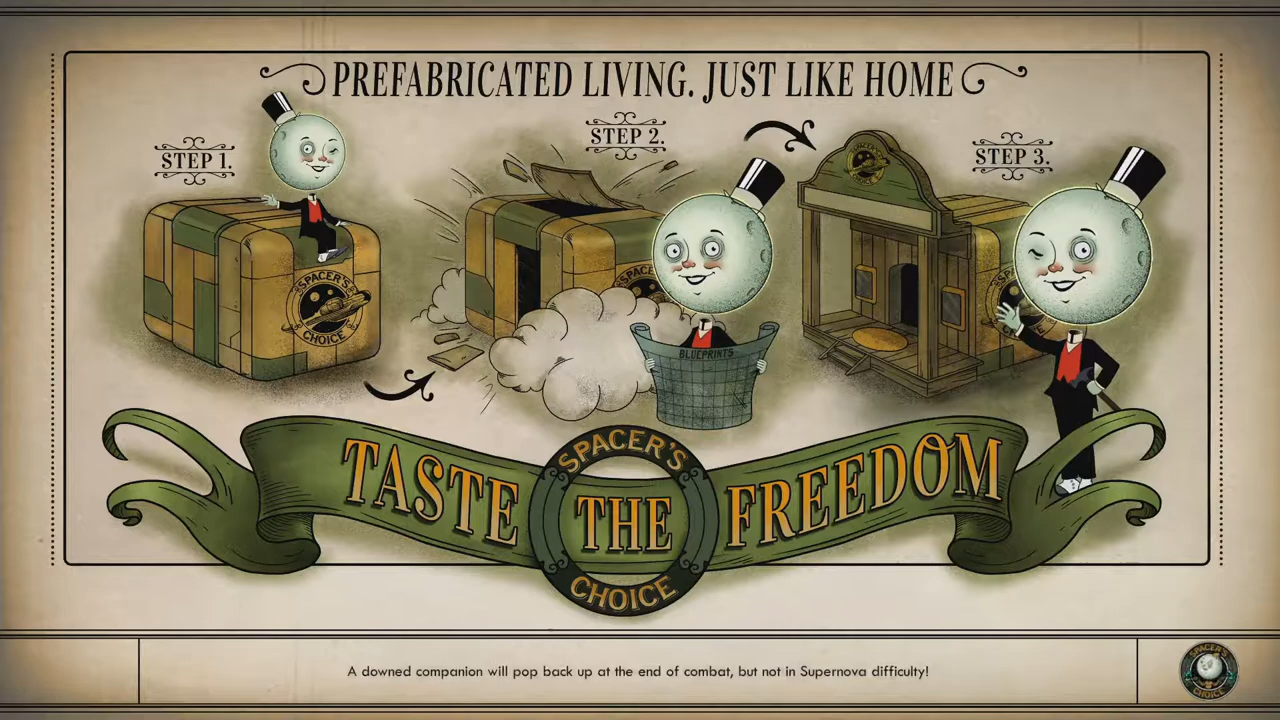 PREFABRICATED LIVING. JUST LIKE HOME
STEP 1.
STEP 2.
STEP 3.
SPACER'S
CHOICE
BLUEPRINTS
TASTE THE FREEDOM
SPACER'S
CHOICE
A downed companion will pop back up at the end of combat, but not in Supernova difficulty!
SPACER'S
CHOICE